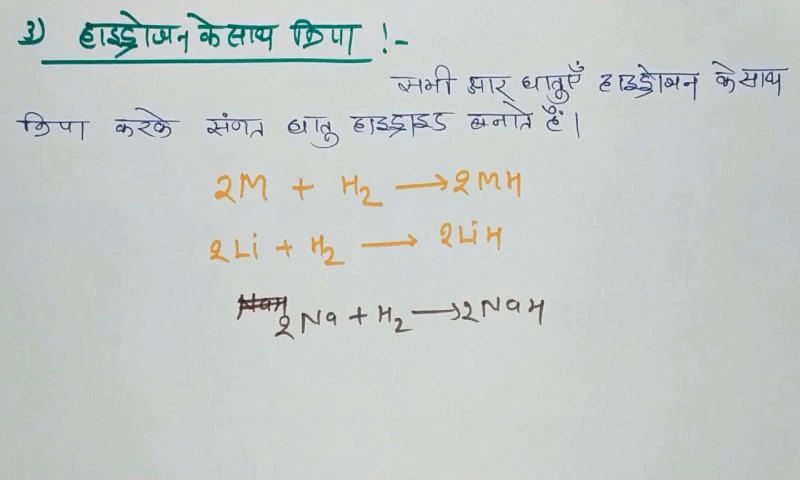 3) हाइड्रोजन के साथ क्रिया !-
सभी क्षार धातुएँ हाइड्रोजन के साथ
क्रिया करके संगत धातु हाइड्राइड बनाते हैं।
2M + H₂ ⟶ 2MH
2Li + H₂ ⟶ 2LiH
2Na + H₂ ⟶ 2NaH